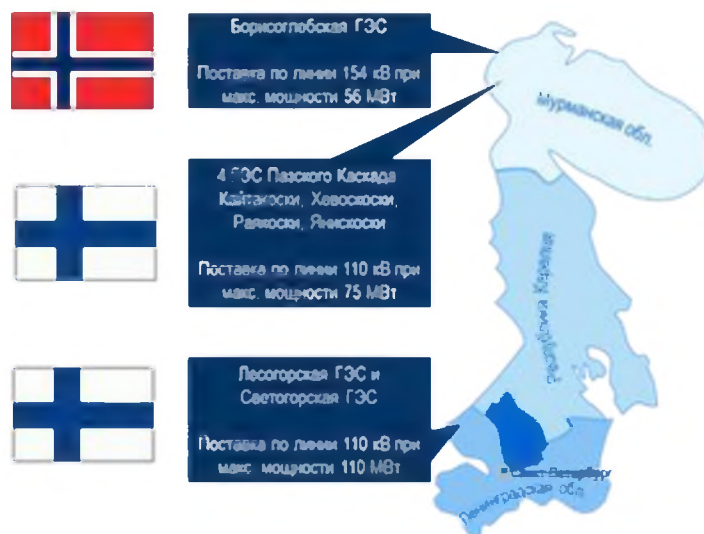 Борисоглобская ГЭС
Поставка по линии 154 кВ при
макс. мощности 56 МВт
4 ГЭС Пазского Каскада
Кайтакоски, Хевоскоски,
Раякоски, Янискоски
Поставка по линии 110 кВ при
макс. мощности 75 МВт
Лесогорская ГЭС и
Светогорская ГЭС
Поставка по линии 110 кВ при
макс. мощности 110 МВт
Мурманская обл.
Республика Карелия
Санкт-Петербург
Ленинградская обл.